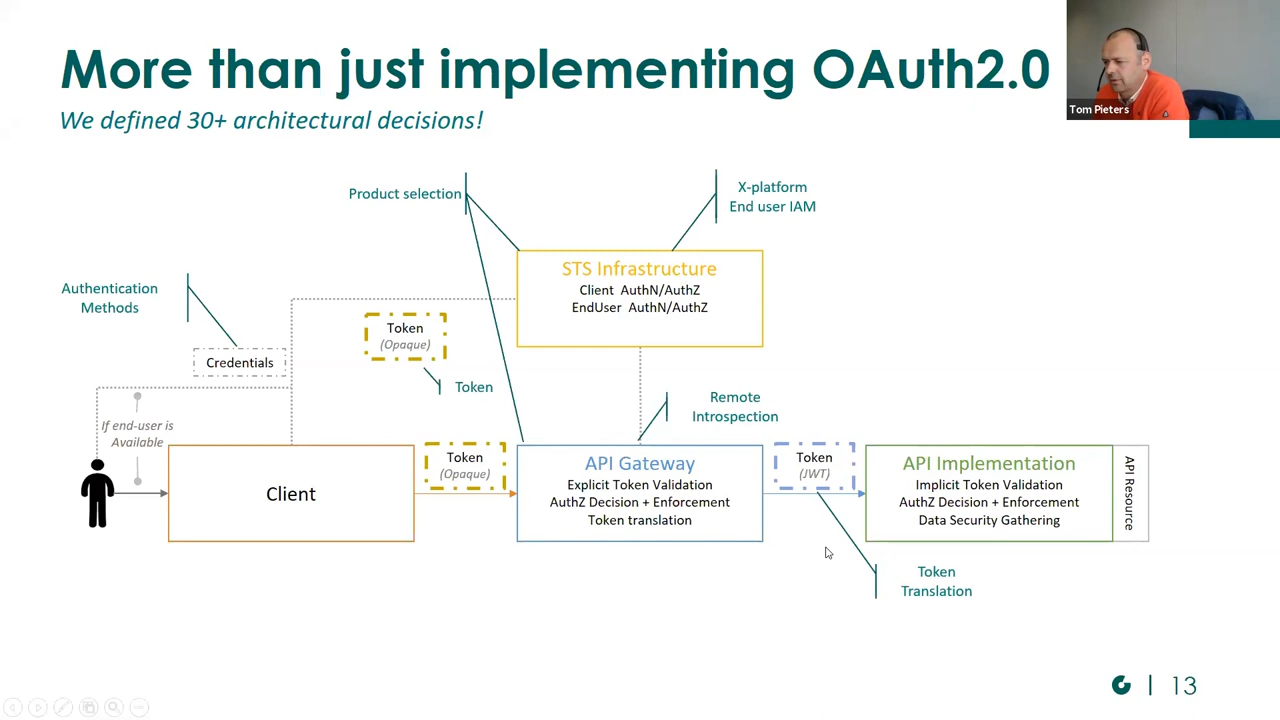 More than just implementing OAuth2.0
We defined 30+ architectural decisions!
Tom Pieters
Product selection
X-platform
End user IAM
STS Infrastructure
Client AuthN/AuthZ
EndUser AuthN/AuthZ
Authentication
Methods
Token
(Opaque)
Credentials
Token
Remote
Introspection
If end-user is
Available
Client
Token
(Opaque)
API Gateway
Explicit Token Validation
AuthZ Decision + Enforcement
Token translation
Token
(JWT)
API Implementation
Implicit Token Validation
AuthZ Decision + Enforcement
Data Security Gathering
API Resource
Token
Translation
13